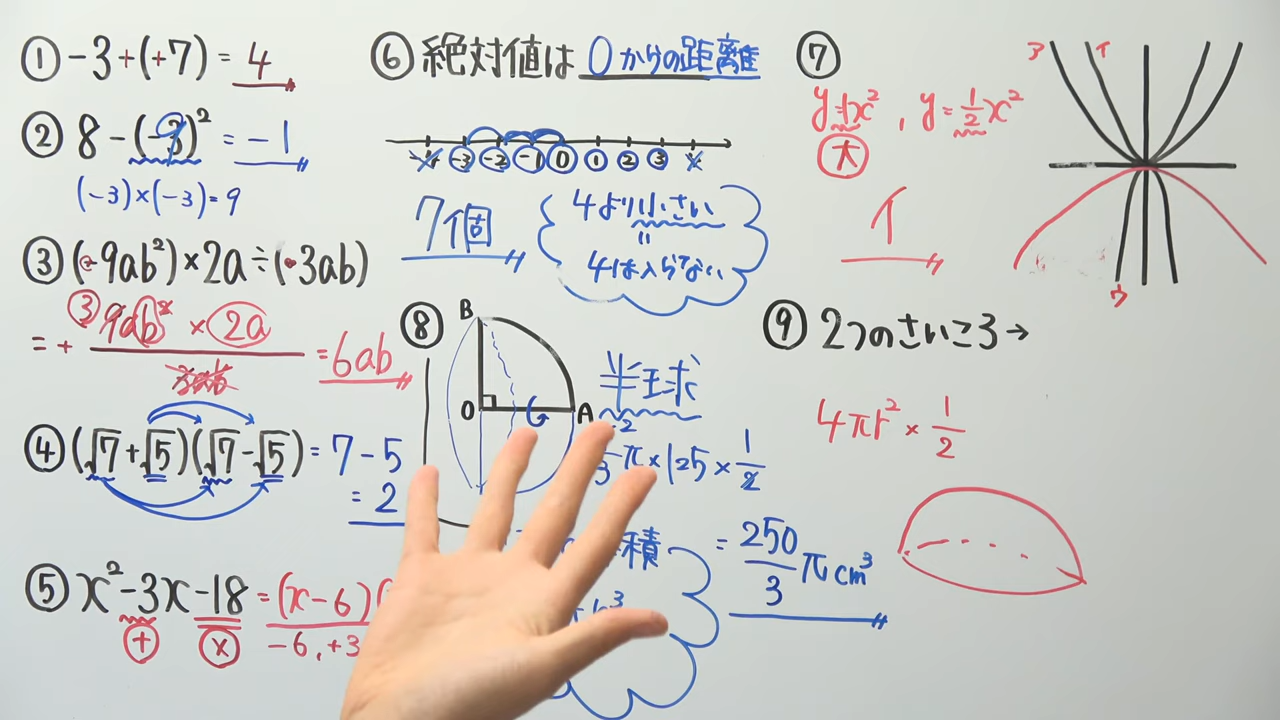 ① -3+(+7) = 4
② 8-(-3)² = -1
9
(-3)×(-3)=9
③ (-9ab²)×2a÷(-3ab)
③
= + 9ab² × 2a
3ab
= 6ab
④ (√7+√5)(√7-√5) = 7-5
= 2
⑤ x²-3x-18 = (x-6)(
+ ×
-6, +3
⑥ 絶対値は 0からの距離
-4 -3 -2 -1 0 1 2 3
7個
4より小さい
〃
4は入らない
⑧
B
O A
半球
π×125×1/2
= 250/3 πcm³
積
⑦
y=1x² , y=1/2x²
大
イ
ア イ
ウ
⑨ 2つのさいころ→
4πr² × 1/2